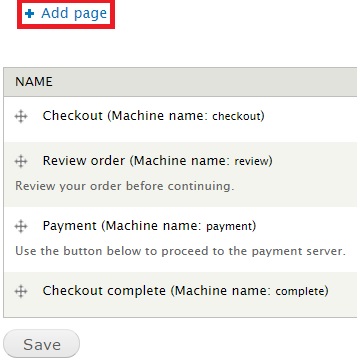 Add page
NAME
Checkout (Machine name: checkout)
Review order (Machine name: review)
Review your order before continuing.
Payment (Machine name: payment)
Use the button below to proceed to the payment server.
Checkout complete (Machine name: complete)
Save